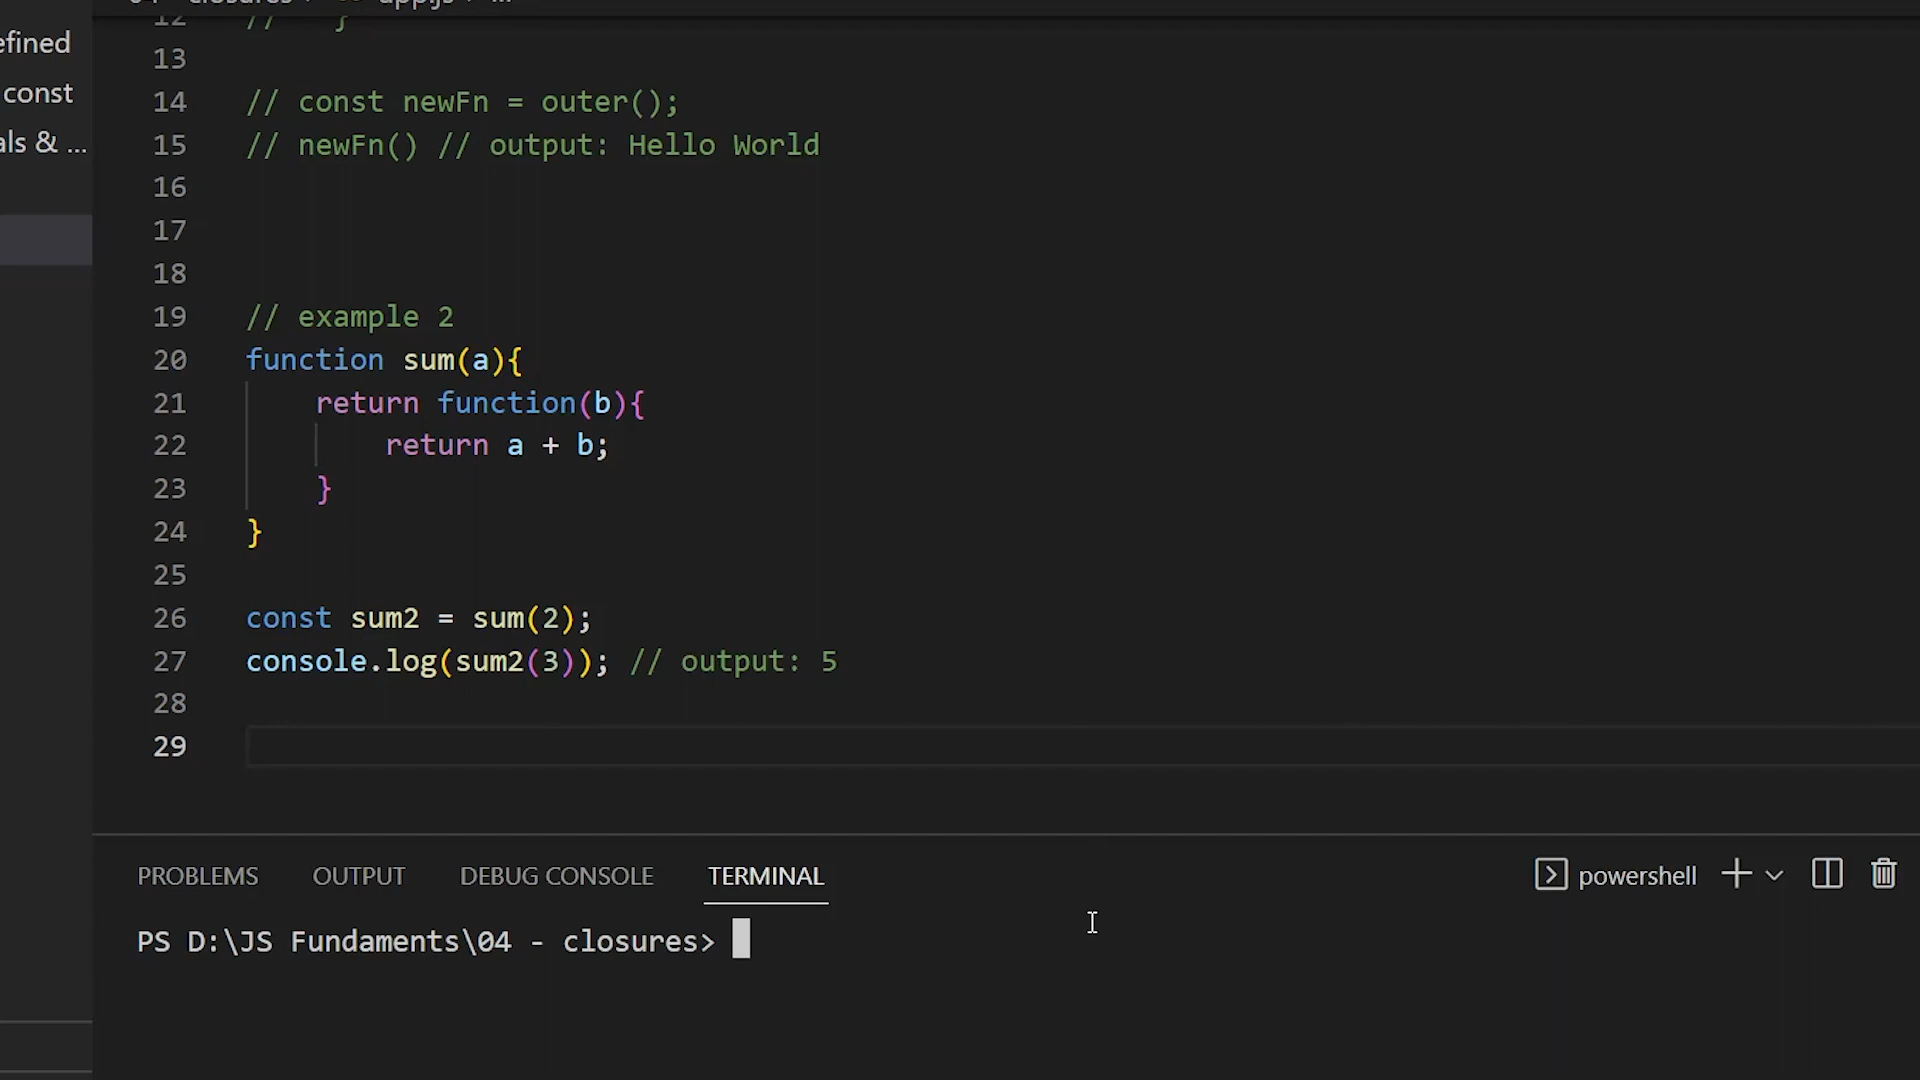 efined
const
als & ...
12 // }
13
14 // const newFn = outer();
15 // newFn() // output: Hello World
16
17
18
19 // example 2
20 function sum(a){
21 return function(b){
22 return a + b;
23 }
24 }
25
26 const sum2 = sum(2);
27 console.log(sum2(3)); // output: 5
28
29
PROBLEMS OUTPUT DEBUG CONSOLE TERMINAL powershell
PS D:\JS Fundaments\04 - closures>